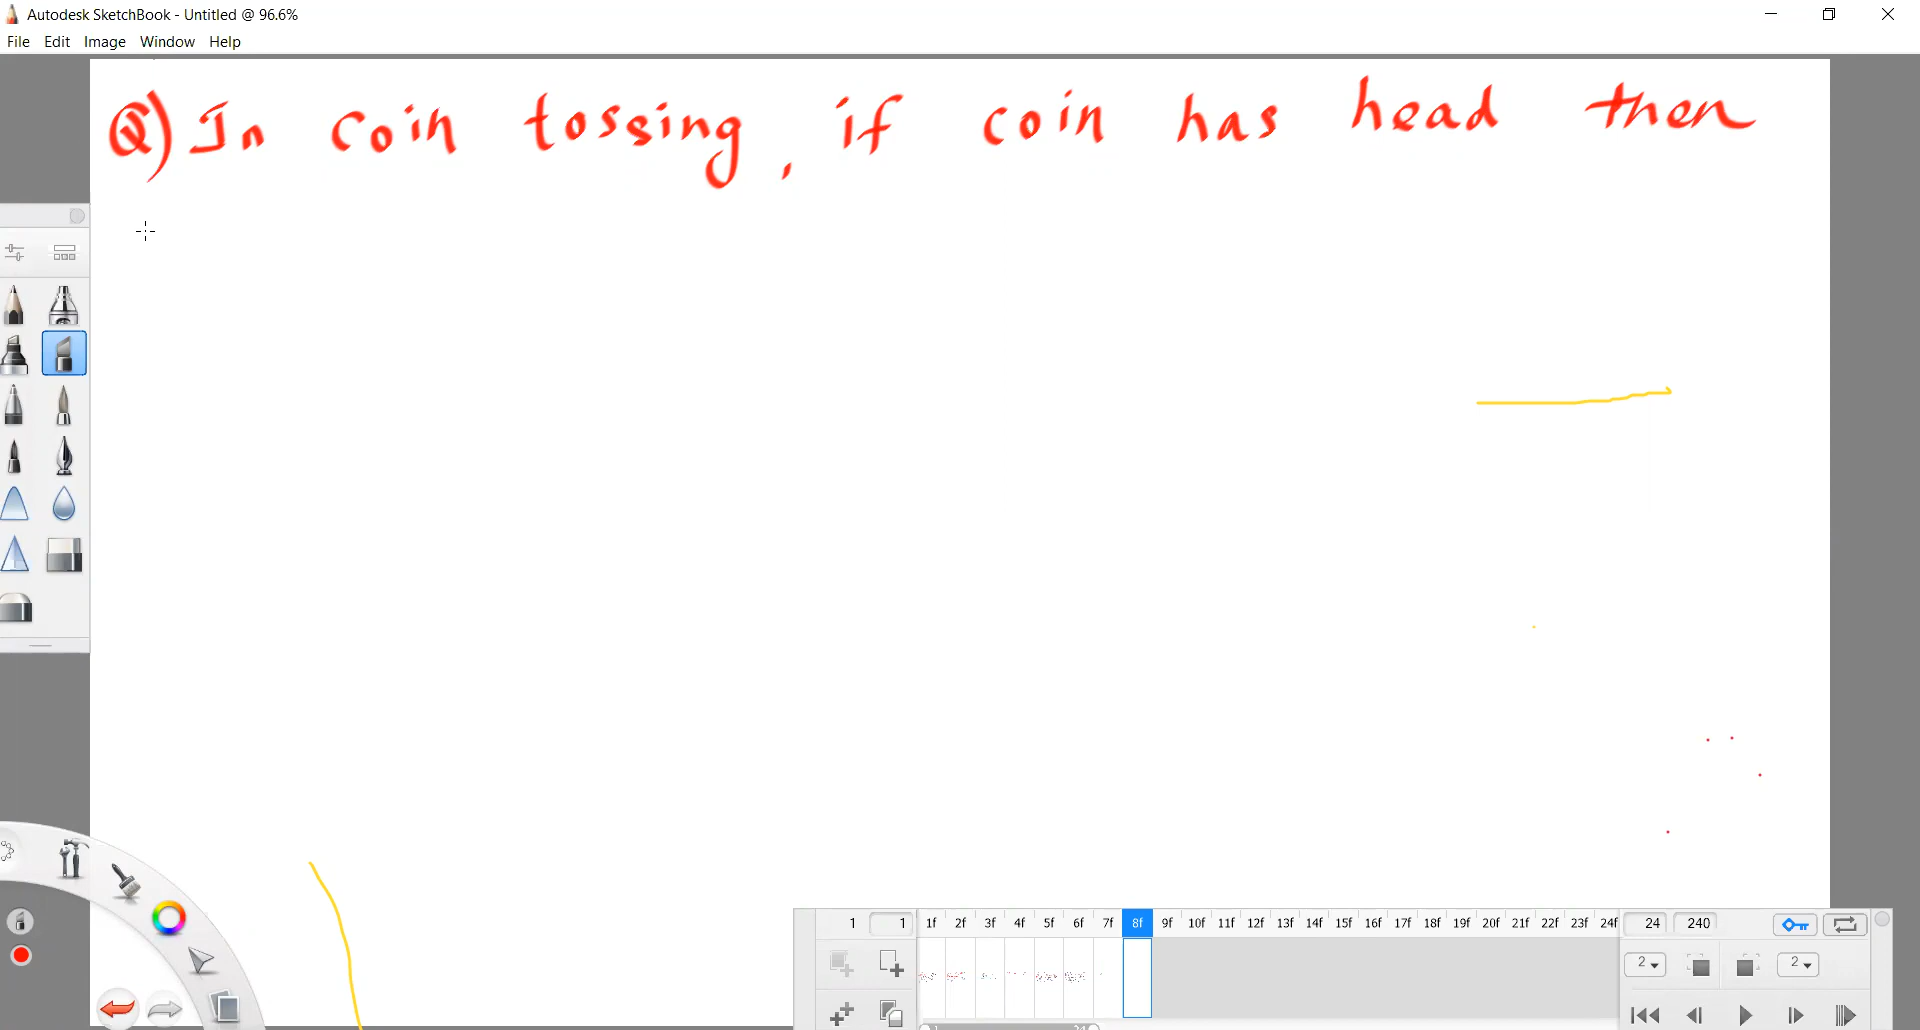 Autodesk SketchBook - Untitled @ 96.6%
File Edit Image Window Help
Q) In coin tossing, if coin has head then
1 1 1f 2f 3f 4f 5f 6f 7f 8f 9f 10f 11f 12f 13f 14f 15f 16f 17f 18f 19f 20f 21f 22f 23f 24f 24 240
2 2